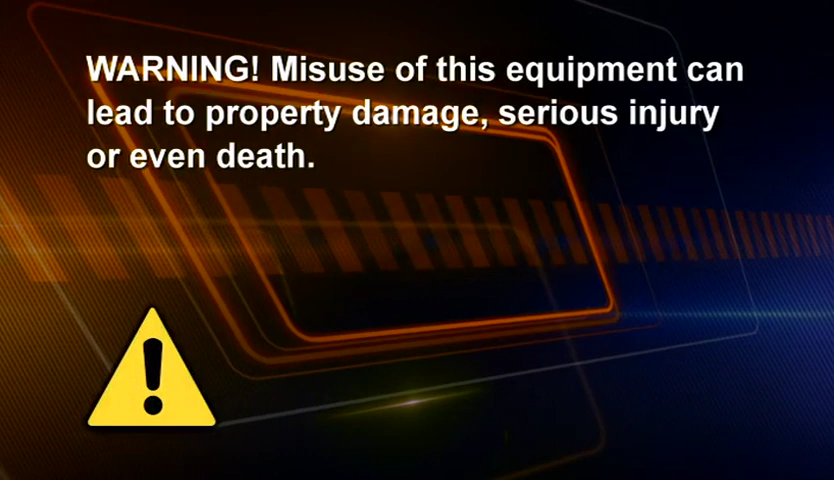 WARNING! Misuse of this equipment can
lead to property damage, serious injury
or even death.